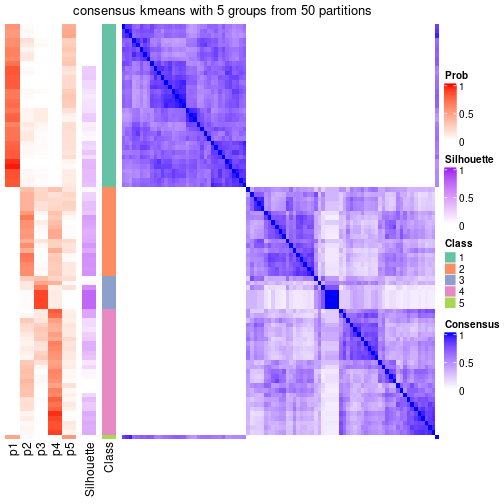 consensus kmeans with 5 groups from 50 partitions
Prob
1
0.5
0
Silhouette
1
0.5
0
Class
1
2
3
4
5
Consensus
1
0.5
0
p1
p2
p3
p4
p5
Silhouette
Class